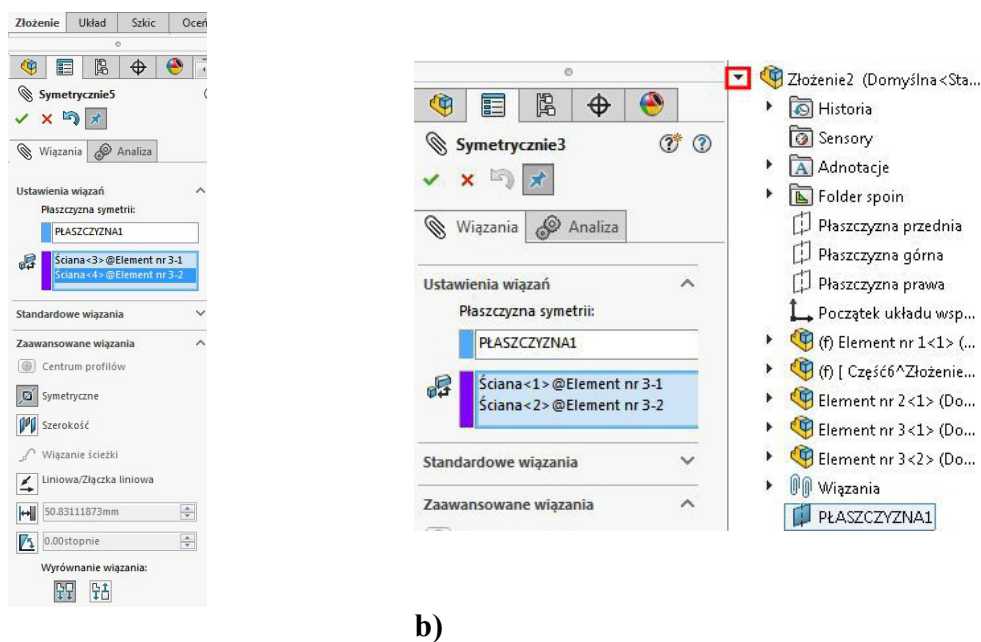 Złożenie Układ Szkic Oceń
Symetrycznie5
Wiązania Analiza
Ustawienia wiązań
Płaszczyzna symetrii:
PŁASZCZYZNA1
Ściana<3>@Element nr 3-1
Ściana<4>@Element nr 3-2
Standardowe wiązania
Zaawansowane wiązania
Centrum profilów
Symetryczne
Szerokość
Wiązanie ścieżki
Liniowa/Złączka liniowa
50.83111873mm
0.00stopnie
Wyrównanie wiązania:
Symetrycznie3
Wiązania Analiza
Ustawienia wiązań
Płaszczyzna symetrii:
PŁASZCZYZNA1
Ściana<1>@Element nr 3-1
Ściana<2>@Element nr 3-2
Standardowe wiązania
Zaawansowane wiązania
Złożenie2 (Domyślna<Sta...
Historia
Sensory
Adnotacje
Folder spoin
Płaszczyzna przednia
Płaszczyzna górna
Płaszczyzna prawa
Początek układu wsp...
(f) Element nr 1<1> (...
(f) [ Część6^Złożenie...
Element nr 2<1> (Do...
Element nr 3<1> (Do...
Element nr 3<2> (Do...
Wiązania
PŁASZCZYZNA1
b)